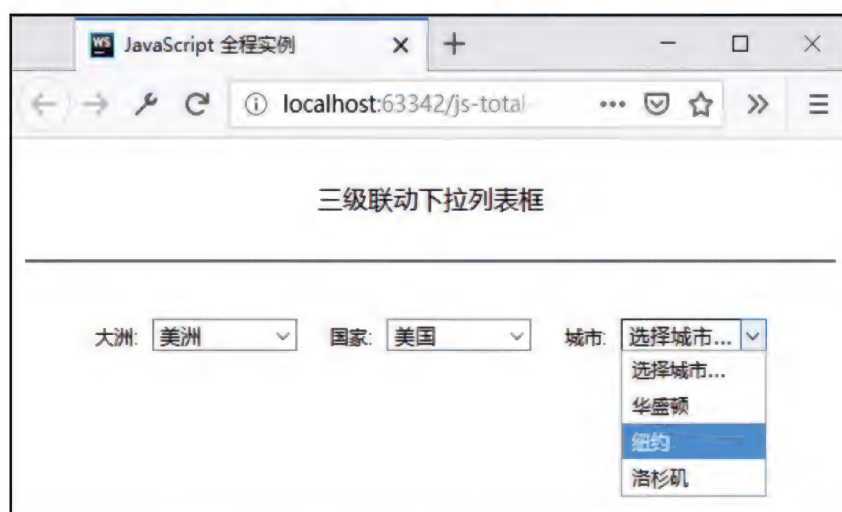 JavaScript 全程实例
localhost:63342/js-total
三级联动下拉列表框
大洲: 美洲 国家: 美国 城市: 选择城市...
选择城市...
华盛顿
纽约
洛杉矶